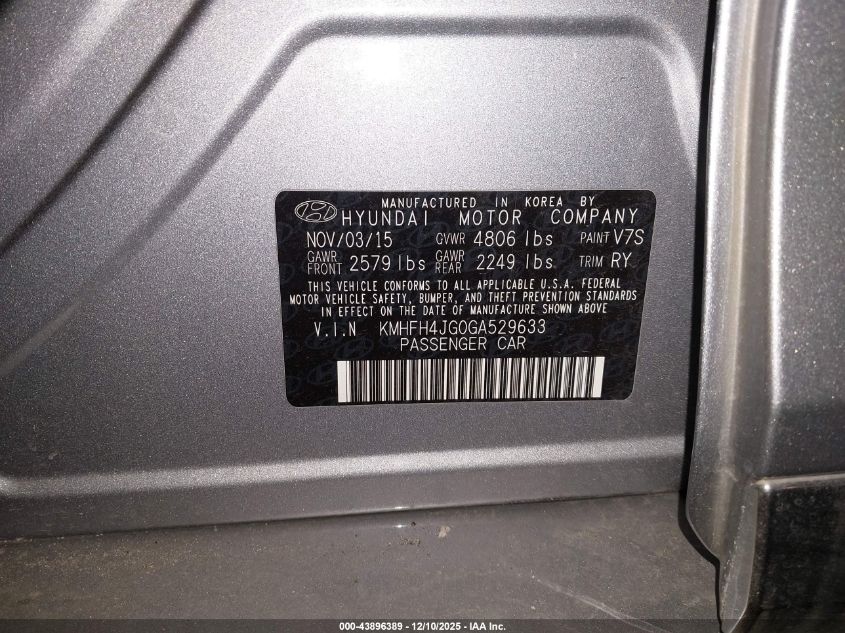 MANUFACTURED IN KOREA BY
HYUNDAI MOTOR COMPANY
NOV/03/15 GVWR 4806 lbs PAINT V7S
GAWR FRONT 2579 lbs GAWR REAR 2249 lbs TRIM RY
THIS VEHICLE CONFORMS TO ALL APPLICABLE U.S.A. FEDERAL
MOTOR VEHICLE SAFETY, BUMPER, AND THEFT PREVENTION STANDARDS
IN EFFECT ON THE DATE OF MANUFACTURE SHOWN ABOVE
V.I.N KMHFH4JG0GA529633
PASSENGER CAR
000-43896389 - 12/10/2025 - IAA Inc.